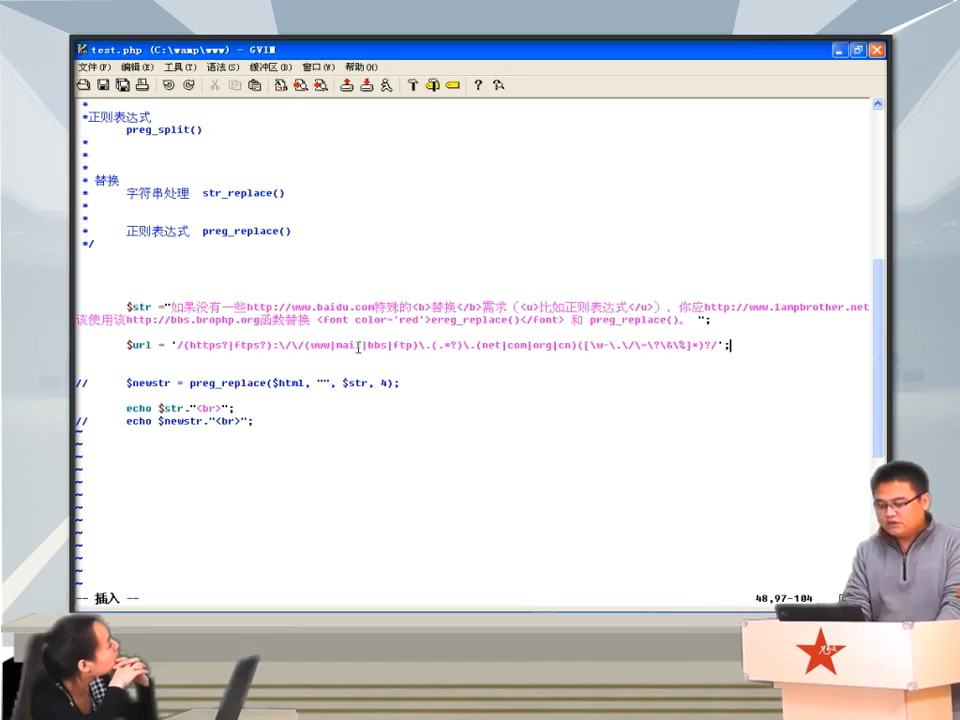 test.php (C:\wamp\www) - GVIM
文件(F) 编辑(E) 工具(T) 语法(S) 缓冲区(B) 窗口(W) 帮助(H)
*
*正则表达式
preg_split()
*
*
*
* 替换
* 字符串处理 str_replace()
*
*
* 正则表达式 preg_replace()
*/
$str ="如果没有一些http://www.baidu.com特殊的<b>替换</b>需求（<u>比如正则表达式</u>），你应http://www.lampbrother.net
该使用该http://bbs.brophp.org函数替换 <font color='red'>ereg_replace()</font> 和 preg_replace()。 ";
$url = '/(https?|ftps?):\/\/(www|mail|bbs|ftp)\.(.*?)\.(net|com|org|cn)([\w-\.\/\=\?\&\%]*)?/';
// $newstr = preg_replace($html, "", $str, 4);
echo $str."<br>";
// echo $newstr."<br>";
~
~
~
~
~
~
~
~
~
~
~
~
~
-- 插入 --
48,97-104